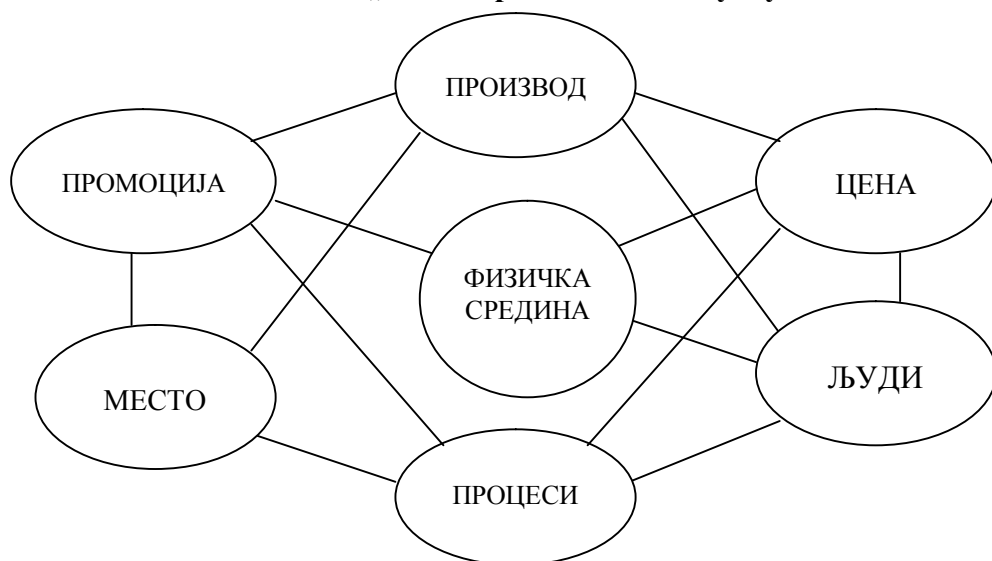 ПРОИЗВОД
ПРОМОЦИЈА
ЦЕНА
ФИЗИЧКА
СРЕДИНА
МЕСТО
ЉУДИ
ПРОЦЕСИ